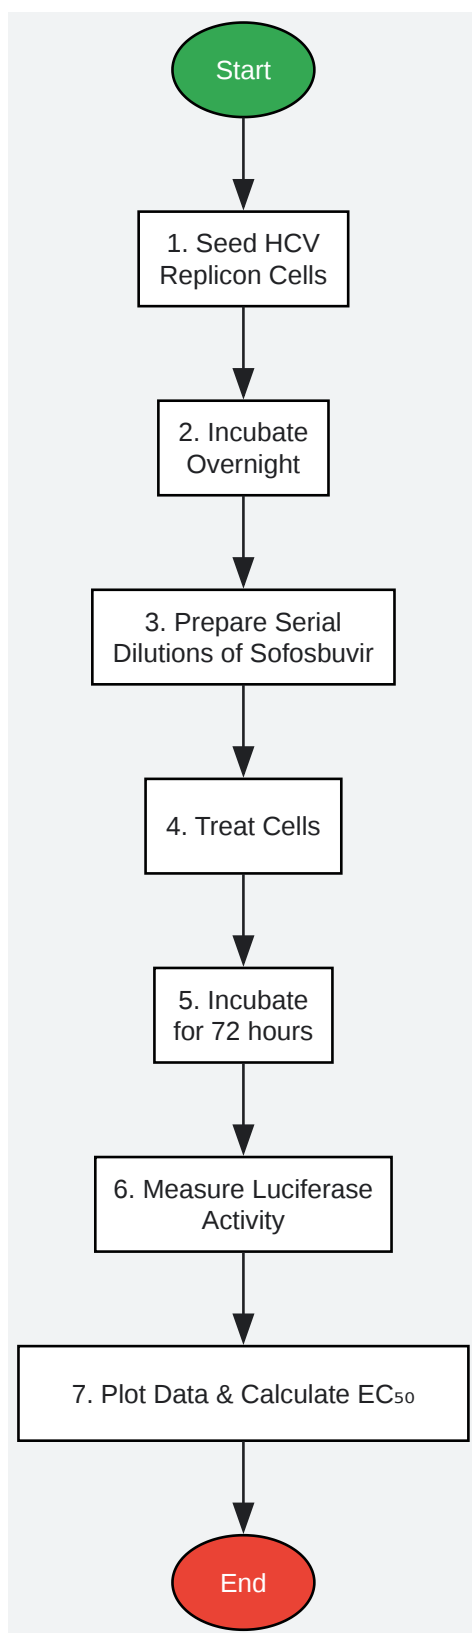 Start
1. Seed HCV
Replicon Cells
2. Incubate
Overnight
3. Prepare Serial
Dilutions of Sofosbuvir
4. Treat Cells
5. Incubate
for 72 hours
6. Measure Luciferase
Activity
7. Plot Data & Calculate EC₅₀
End